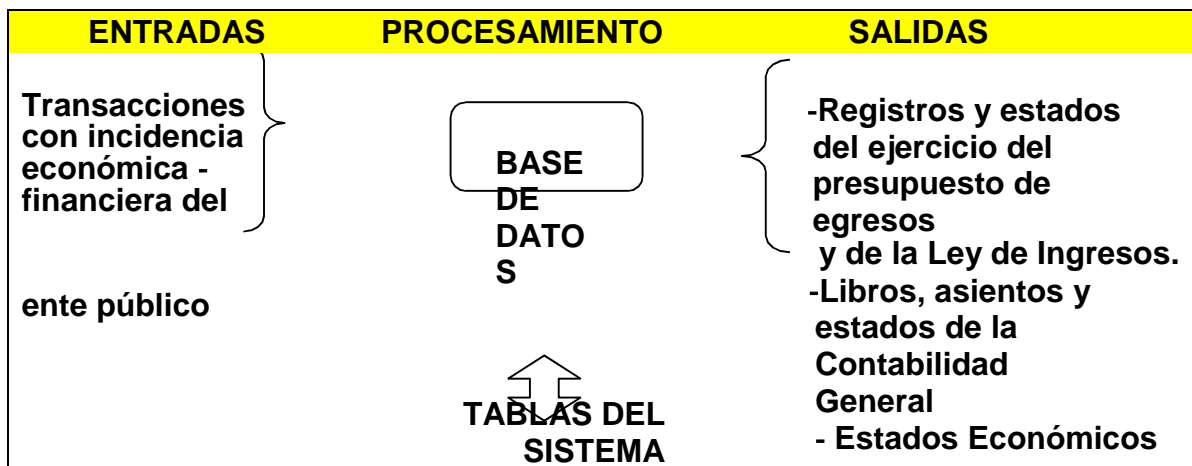 ENTRADAS PROCESAMIENTO SALIDAS
Transacciones
con incidencia
económica -
financiera del
ente público
BASE
DE
DATO
S
TABLAS DEL
SISTEMA
-Registros y estados
del ejercicio del
presupuesto de
egresos
y de la Ley de Ingresos.
-Libros, asientos y
estados de la
Contabilidad
General
- Estados Económicos